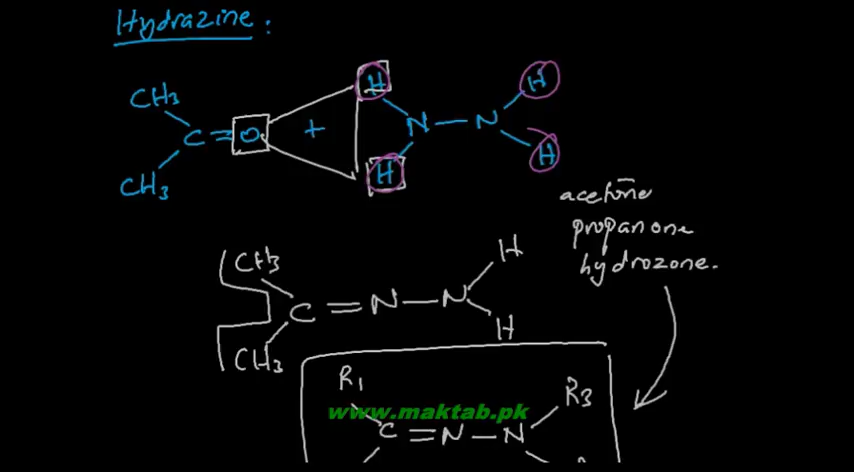 Hydrazine :
CH3
C = O
CH3
+
H
H
N — N
H
H
acetone
propanone
hydrozone.
CH3
C = N — N
CH3
H
H
R1
R3
www.maktab.pk
C = N — N